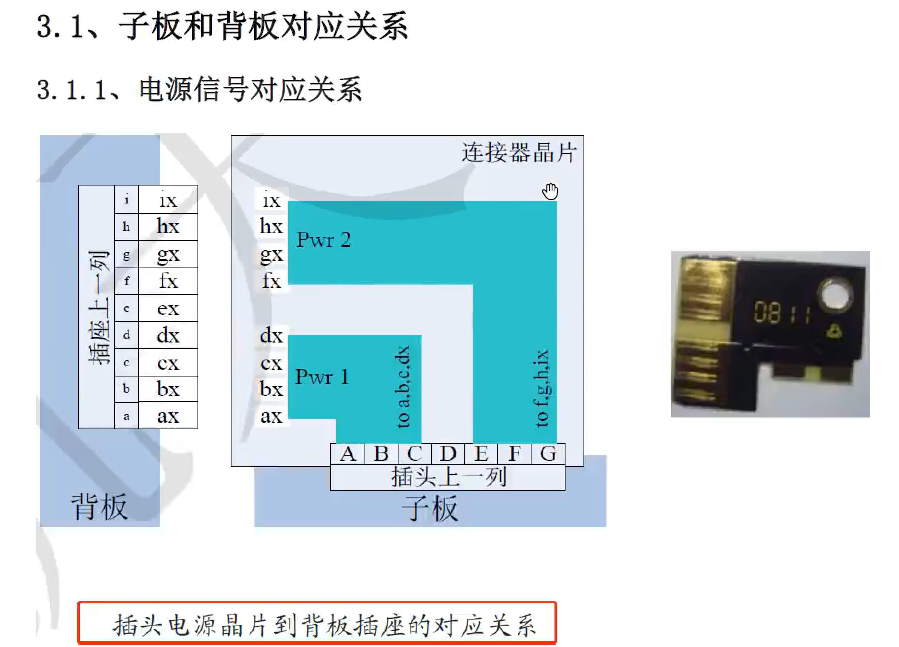 3.1、子板和背板对应关系
3.1.1、电源信号对应关系
连接器晶片
插座上一列
i ix
h hx
g gx
f fx
e ex
d dx
c cx
b bx
a ax
背板
ix
hx
gx
fx
dx
cx
bx
ax
Pwr 2
Pwr 1
to a,b,c,dx
to f,g,h,ix
A B C D E F G
插头上一列
子板
0811
插头电源晶片到背板插座的对应关系